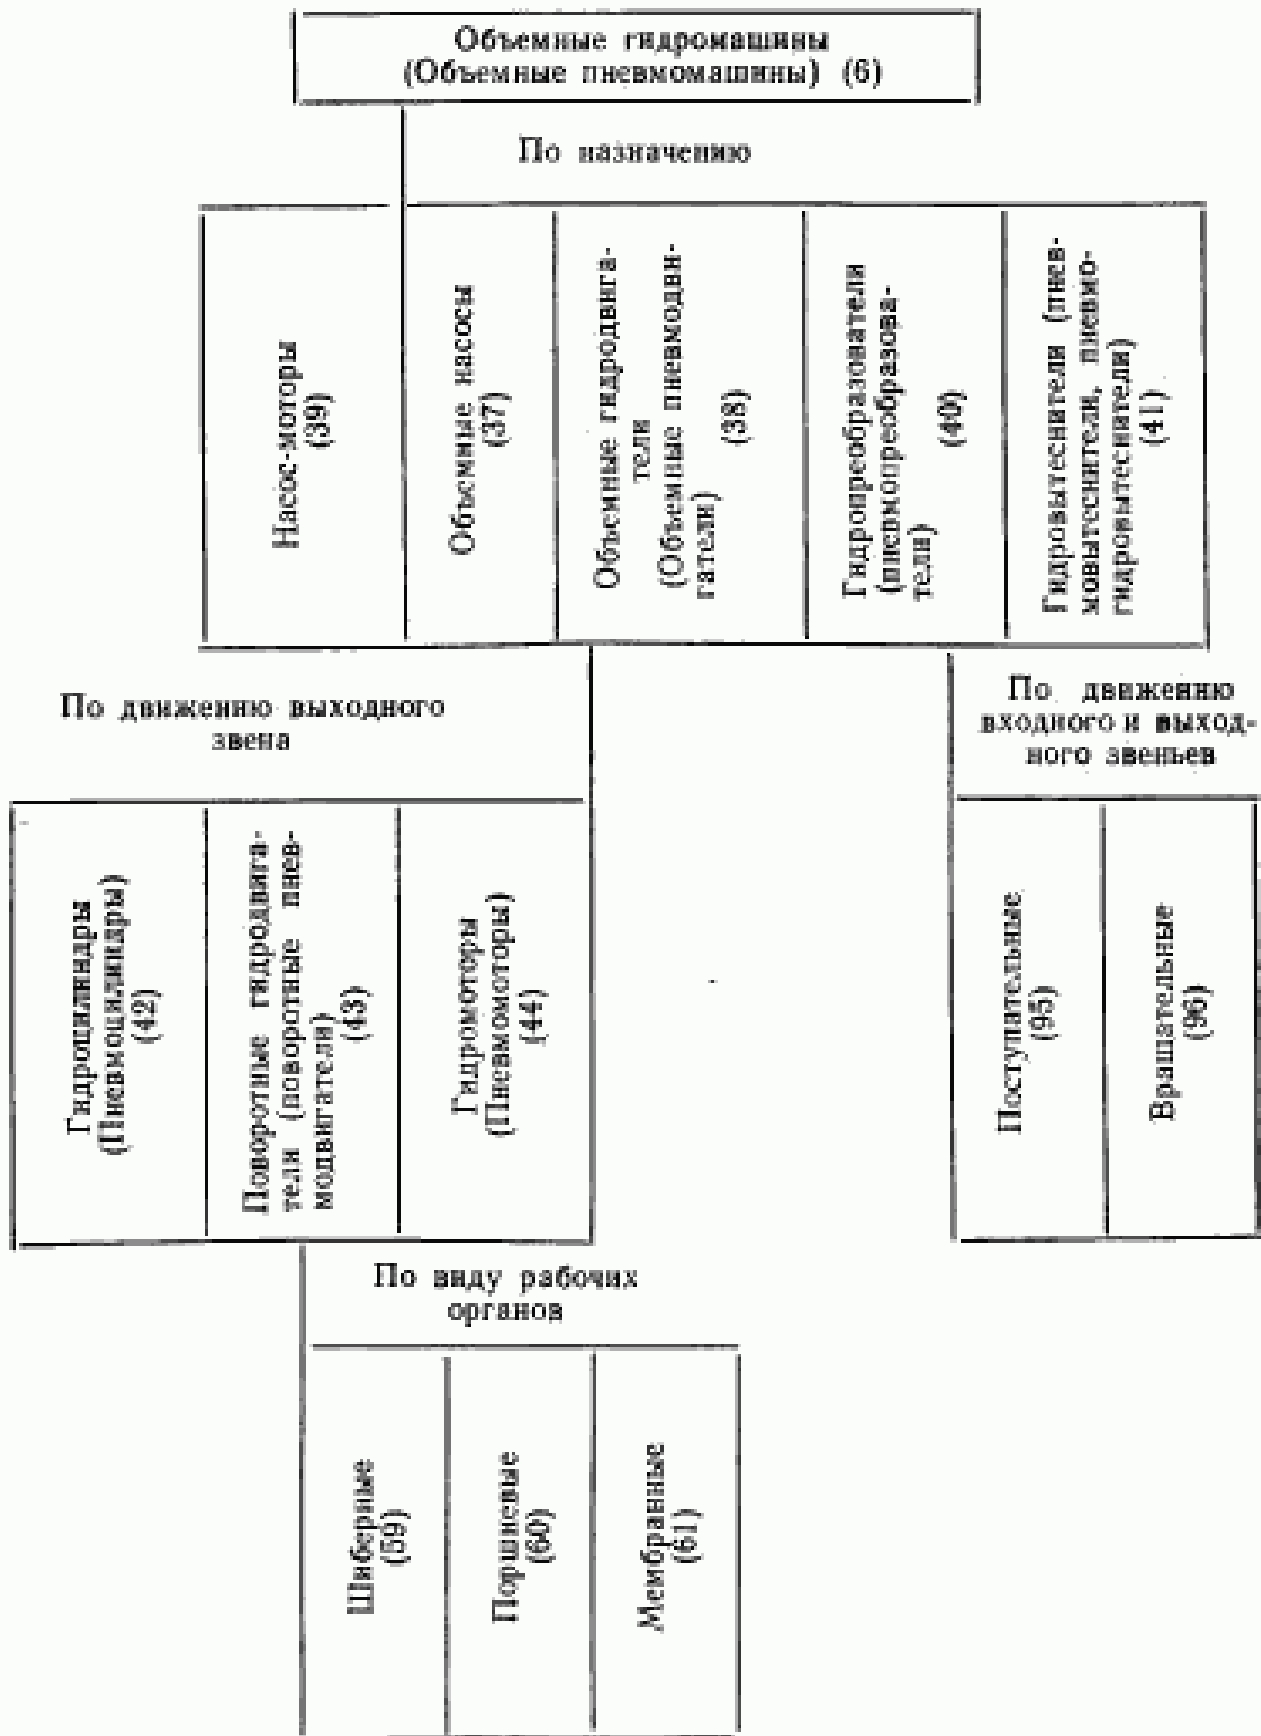 Объемные гидромашины
(Объемные пневмомашины) (6)
По назначению
Насос-моторы
(39)
Объемные насосы
(37)
Объемные гидродвига-
тели
(Объемные пневмодви-
гатели)
(38)
Гидропреобразователи
(пневмопреобразова-
тели)
(40)
Гидровытеснители (пнев-
мовытеснители, пневмо-
гидровытеснители)
(41)
По движению выходного
звена
По движению
входного и выход-
ного звеньев
Гидроцилиндры
(Пневмоцилиндры)
(42)
Поворотные гидродвига-
тели (поворотные пнев-
модвигатели)
(43)
Гидромоторы
(Пневмомоторы)
(44)
Поступательные
(95)
Вращательные
(96)
По виду рабочих
органов
Шиберные
(59)
Поршневые
(60)
Мембранные
(61)